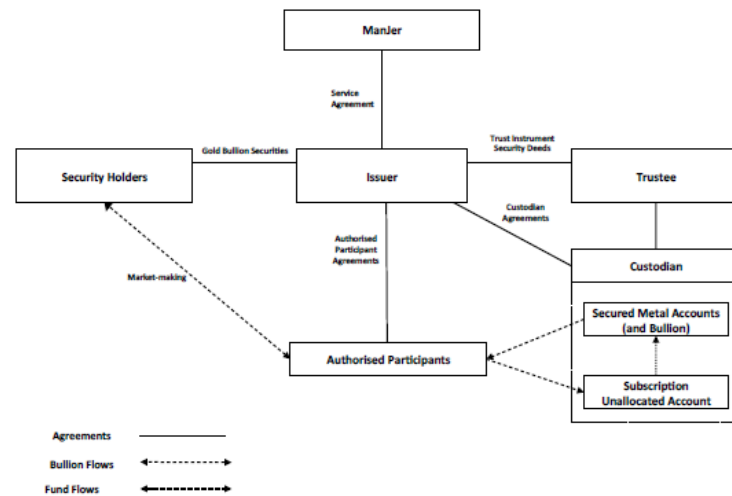 ManJer
Service
Agreement
Gold Bullion Securities
Trust Instrument
Security Deeds
Security Holders
Issuer
Trustee
Custodian
Agreements
Authorised
Participant
Agreements
Custodian
Market-making
Secured Metal Accounts
(and Bullion)
Authorised Participants
Subscription
Unallocated Account
Agreements
Bullion Flows
Fund Flows